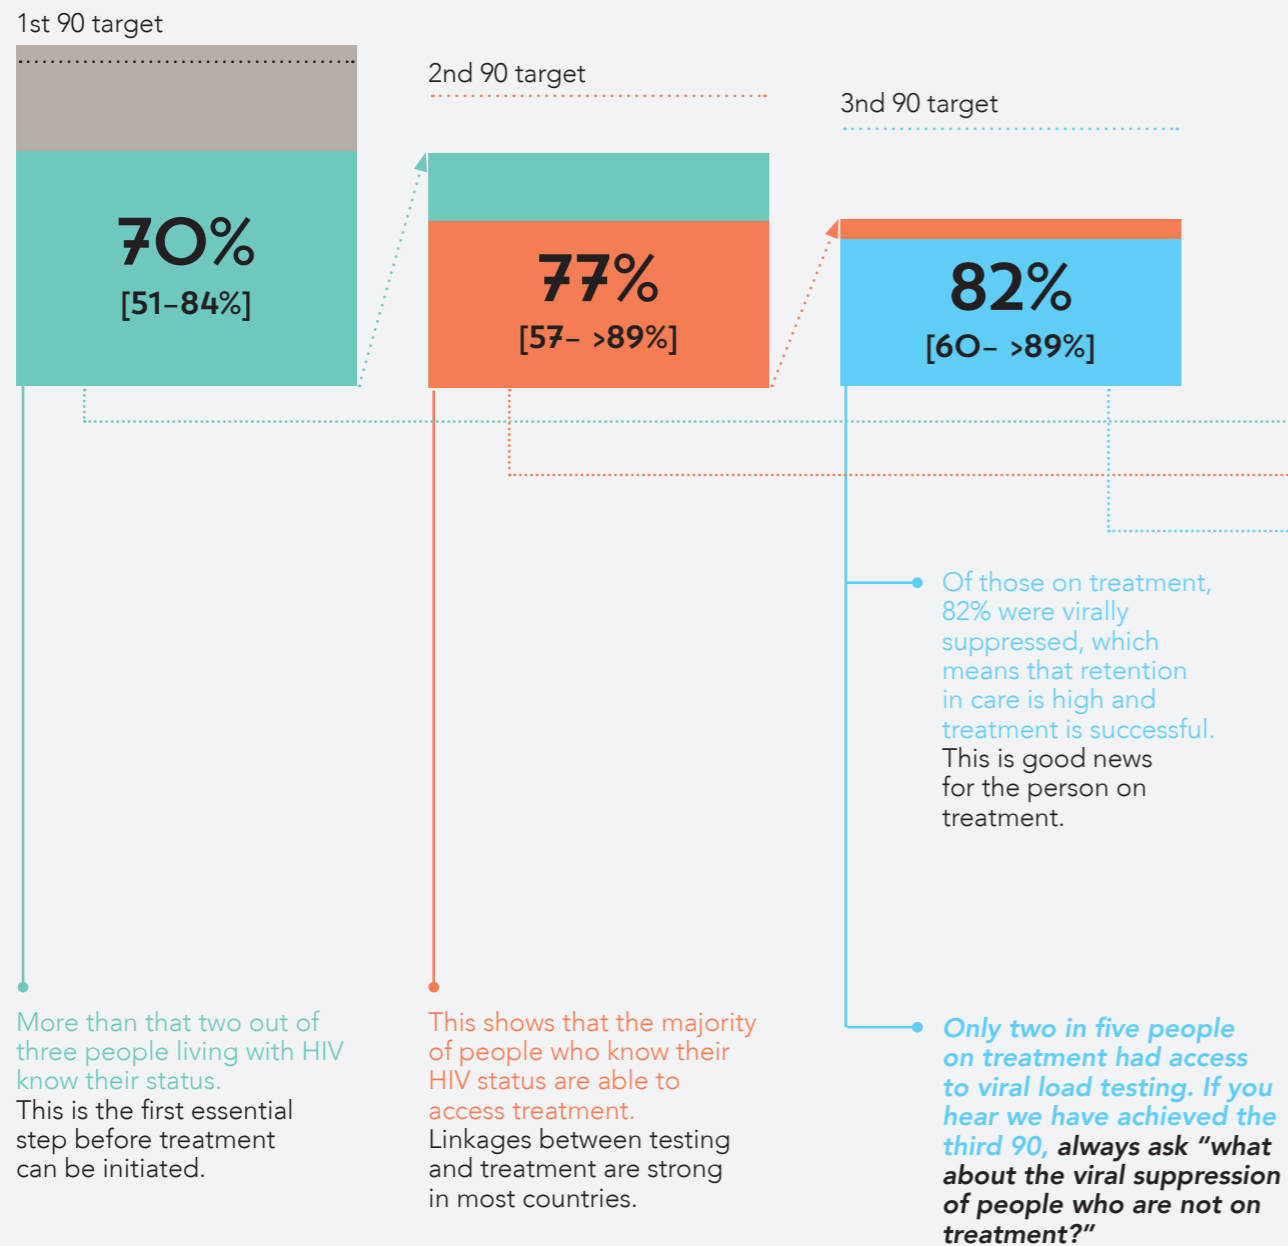 1st 90 target
70%
[51–84%]
2nd 90 target
77%
[57– >89%]
3nd 90 target
82%
[60– >89%]
Of those on treatment,
82% were virally
suppressed, which
means that retention
in care is high and
treatment is successful.
This is good news
for the person on
treatment.
More than that two out of
three people living with HIV
know their status.
This is the first essential
step before treatment
can be initiated.
This shows that the majority
of people who know their
HIV status are able to
access treatment.
Linkages between testing
and treatment are strong
in most countries.
Only two in five people
on treatment had access
to viral load testing. If you
hear we have achieved the
third 90, always ask “what
about the viral suppression
of people who are not on
treatment?”